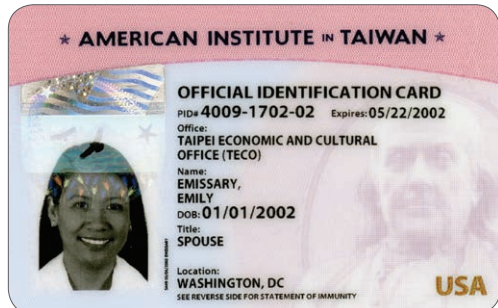 ★ AMERICAN INSTITUTE IN TAIWAN ★
OFFICIAL IDENTIFICATION CARD
PID# 4009-1702-02 Expires: 05/22/2002
Office:
TAIPEI ECONOMIC AND CULTURAL
OFFICE (TECO)
Name:
EMISSARY,
EMILY
DOB: 01/01/2002
Title:
SPOUSE
Location:
WASHINGTON, DC
SEE REVERSE SIDE FOR STATEMENT OF IMMUNITY
USA